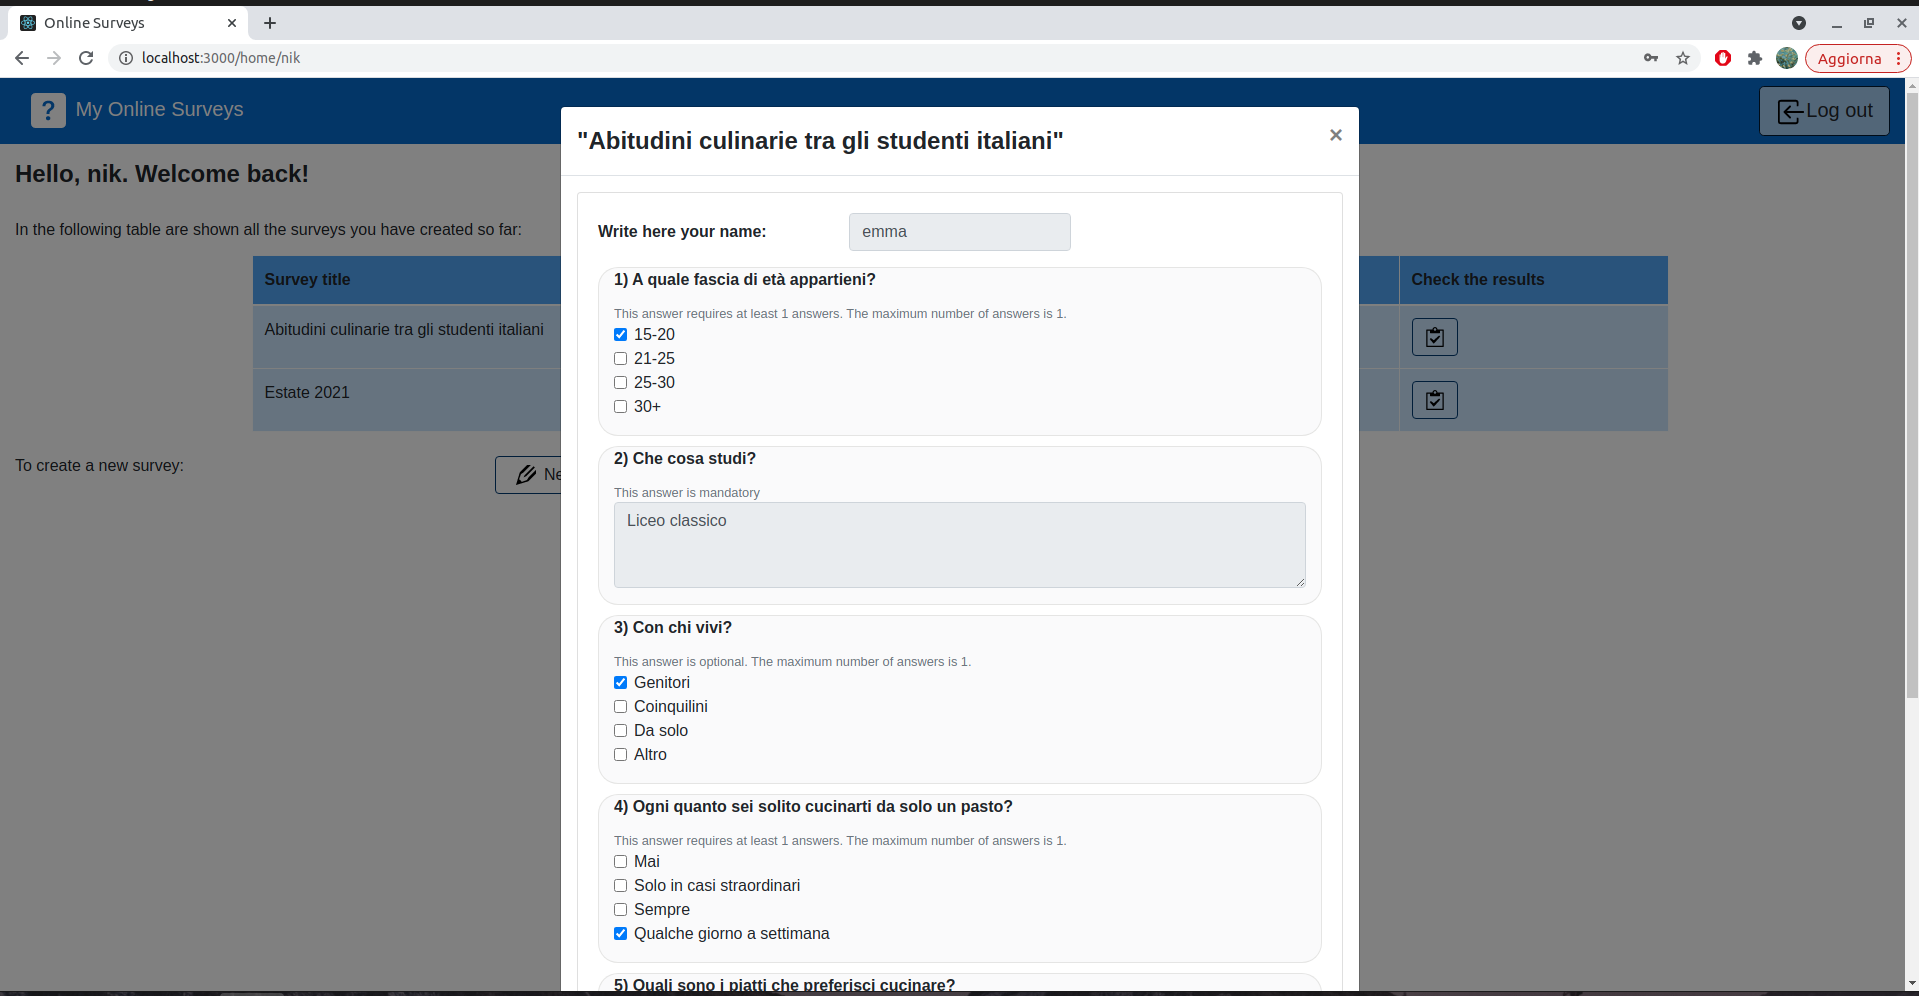 Online Surveys
localhost:3000/home/nik
Aggiorna
? My Online Surveys
Log out
"Abitudini culinarie tra gli studenti italiani"
Hello, nik. Welcome back!
In the following table are shown all the surveys you have created so far:
Survey title
Check the results
Abitudini culinarie tra gli studenti italiani
Estate 2021
To create a new survey:
Ne
Write here your name:
emma
1) A quale fascia di età appartieni?
This answer requires at least 1 answers. The maximum number of answers is 1.
15-20
21-25
25-30
30+
2) Che cosa studi?
This answer is mandatory
Liceo classico
3) Con chi vivi?
This answer is optional. The maximum number of answers is 1.
Genitori
Coinquilini
Da solo
Altro
4) Ogni quanto sei solito cucinarti da solo un pasto?
This answer requires at least 1 answers. The maximum number of answers is 1.
Mai
Solo in casi straordinari
Sempre
Qualche giorno a settimana
5) Quali sono i piatti che preferisci cucinare?